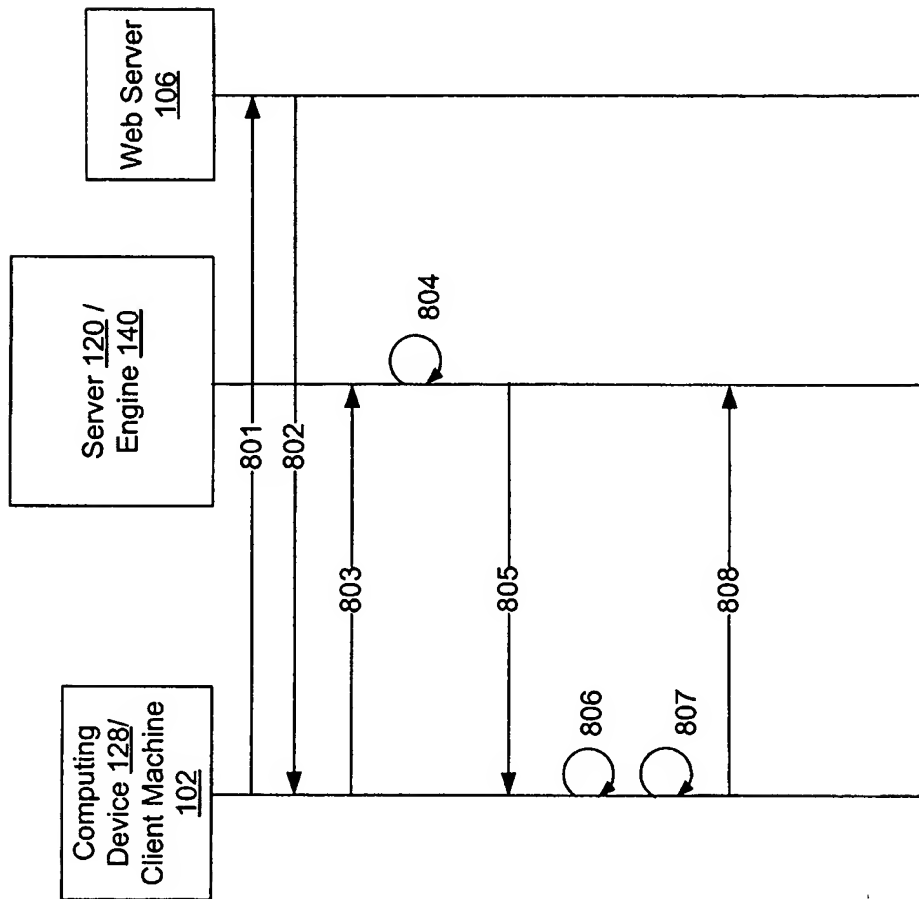 Computing
Device 128/
Client Machine
102
Server 120 /
Engine 140
Web Server
106
801
802
803
804
805
806
807
808